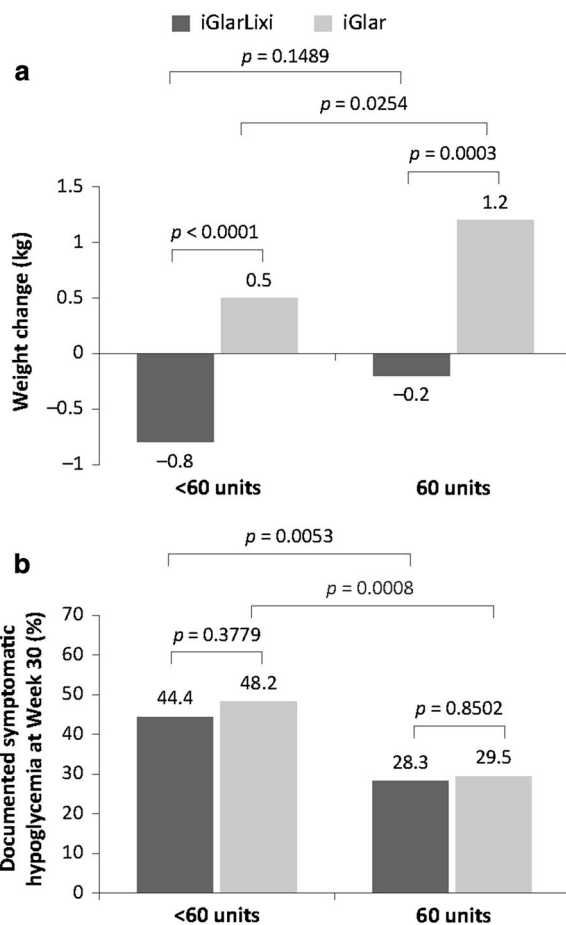 iGlarLixi iGlar
a
p = 0.1489
p = 0.0254
p = 0.0003
p < 0.0001
Weight change (kg)
1.5
1
0.5
0
–0.5
–1
–0.8
0.5
–0.2
1.2
<60 units 60 units
b
p = 0.0053
p = 0.0008
p = 0.3779
p = 0.8502
Documented symptomatic
hypoglycemia at Week 30 (%)
70
60
50
40
30
20
10
0
44.4
48.2
28.3
29.5
<60 units 60 units